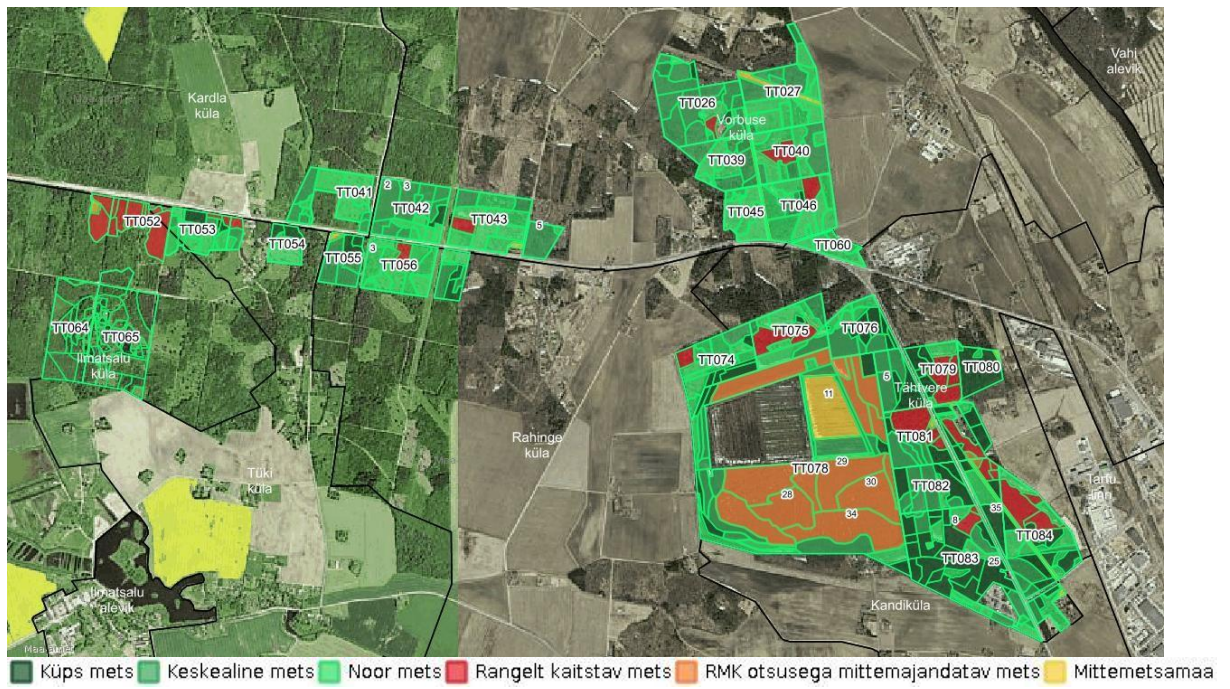 Vahi
alevik
Kardla
küla
TT026
TT027
Vorbuse
küla
TT039
TT040
TT041
2
3
TT042
TT043
5
TT045
TT046
TT052
TT053
TT054
TT055
3
TT056
TT060
TT064
TT065
Ilmatsalu
küla
TT074
TT075
TT076
5
TT079
TT080
Tähtvere
küla
11
TT081
Rahinge
küla
Tüki
küla
TT078
29
28
30
34
TT082
8
35
TT084
TT083
25
Tartu
linn
Ilmatsalu
alevik
Kandiküla
Maa-amet
Küps mets Keskealine mets Noor mets Rangelt kaitstav mets RMK otsusega mittemajandatav mets Mittemetsamaa